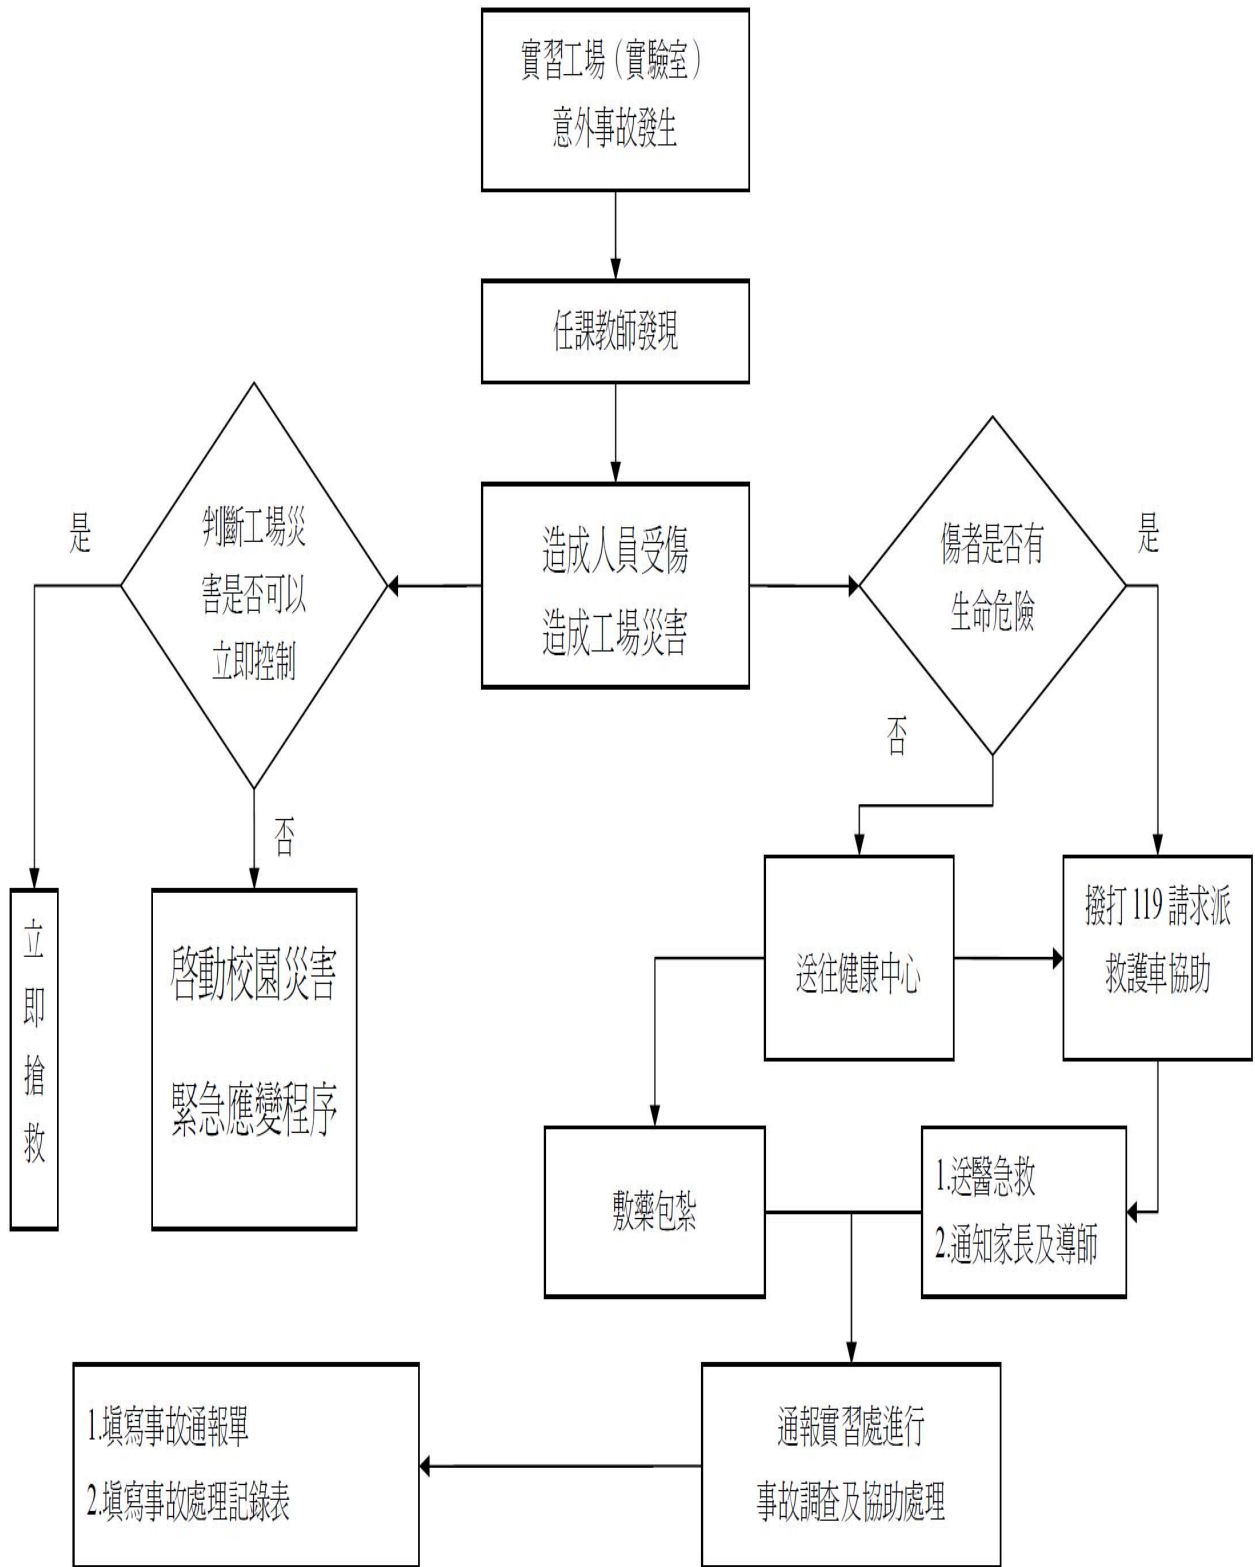 實習工場（實驗室）
意外事故發生
任課教師發現
造成人員受傷
造成工場災害
是
判斷工場災
害是否可以
立即控制
否
傷者是否有
生命危險
是
否
立
即
搶
救
啓動校園災害
緊急應變程序
送往健康中心
撥打 119 請求派
救護車協助
敷藥包紮
1.送醫急救
2.通知家長及導師
通報實習處進行
事故調查及協助處理
1.填寫事故通報單
2.填寫事故處理記錄表